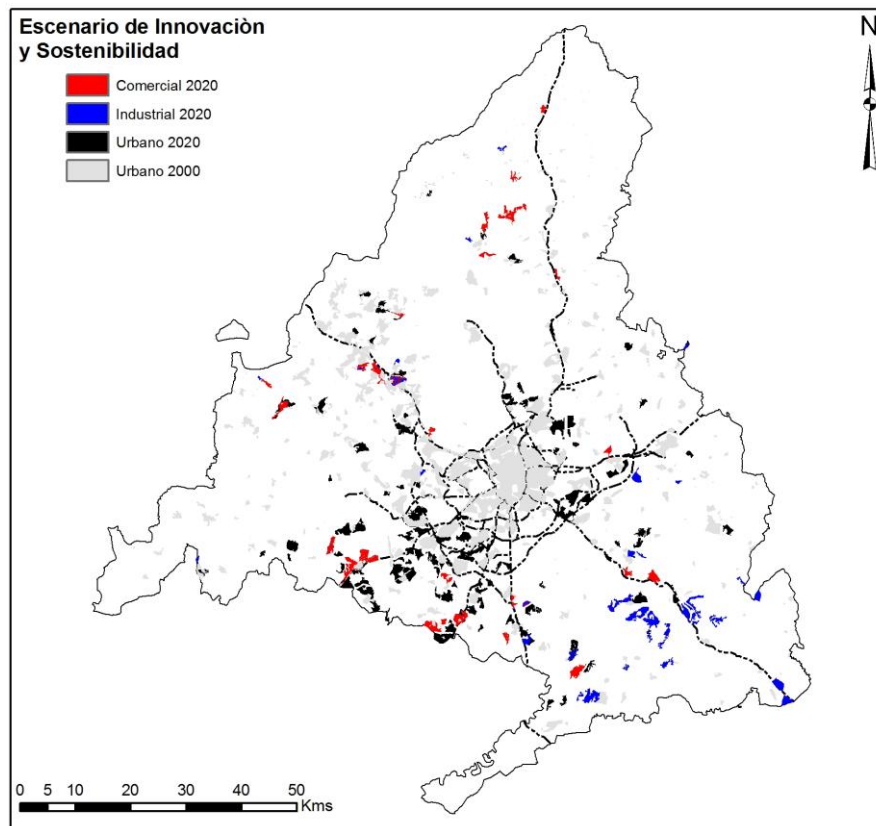 Escenario de Innovaciòn
y Sostenibilidad
Comercial 2020
Industrial 2020
Urbano 2020
Urbano 2000
N
0 5 10 20 30 40 50
Kms